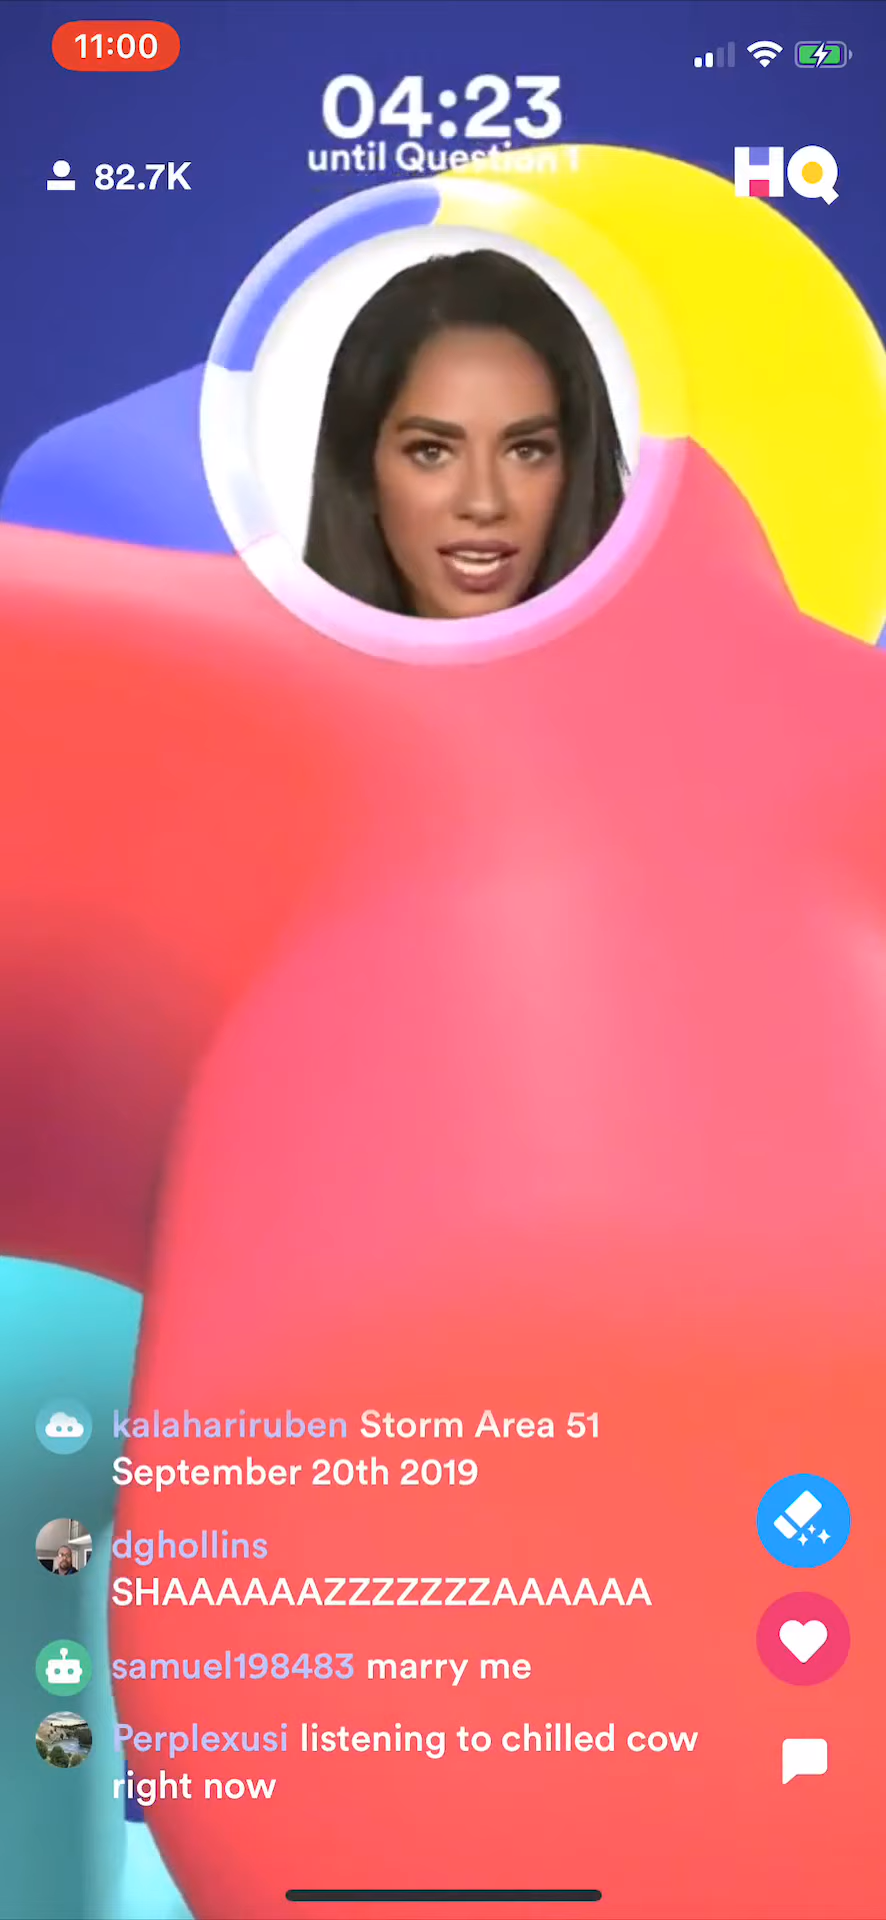 11:00
04:23
until Question 1
82.7K
HQ
kalahariruben Storm Area 51
September 20th 2019
dghollins
SHAAAAAAZZZZZZZAAAAAA
samuel198483 marry me
Perplexusi listening to chilled cow
right now